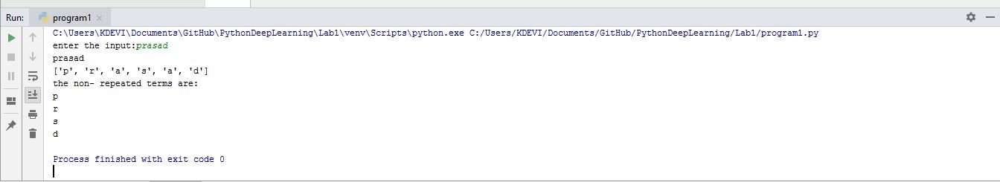 Run: program1
C:\Users\KDEVI\Documents\GitHub\PythonDeepLearning\Lab1\venv\Scripts\python.exe C:/Users/KDEVI/Documents/GitHub/PythonDeepLearning/Lab1/program1.py
enter the input:prasad
prasad
['p', 'r', 'a', 's', 'a', 'd']
the non- repeated terms are:
p
r
s
d
Process finished with exit code 0